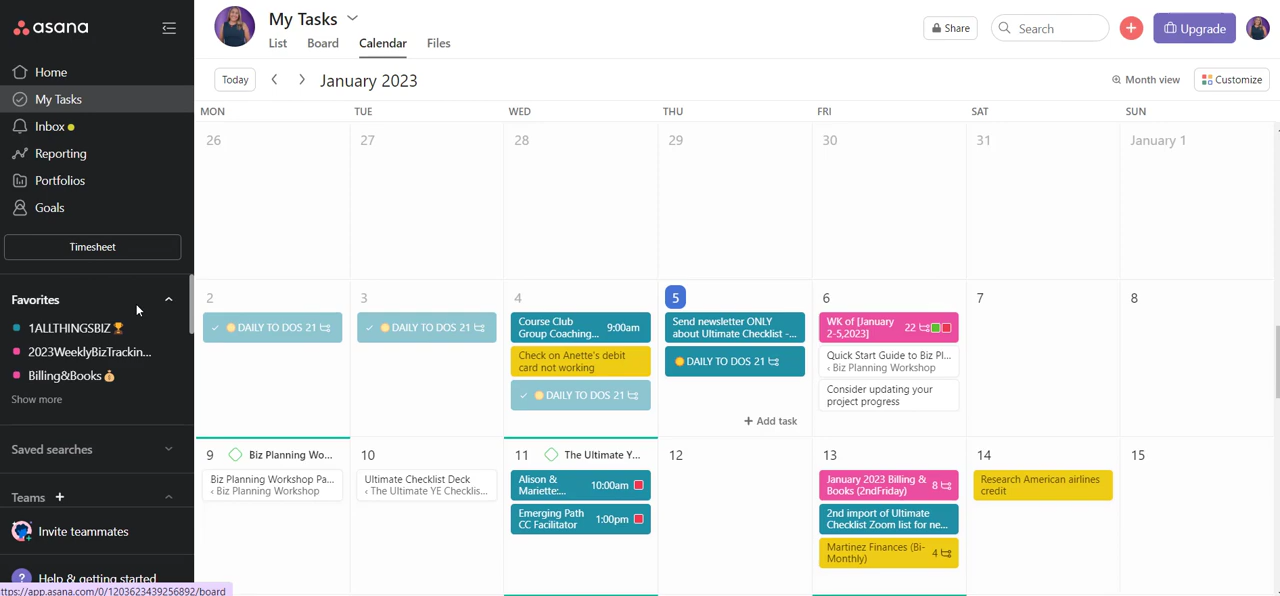 asana
Home
My Tasks
Inbox
Reporting
Portfolios
Goals
Timesheet
Favorites
1ALLTHINGSBIZ🏆
2023WeeklyBizTrackin...
Billing&Books💰
Show more
Saved searches
Teams +
Invite teammates
? Help & getting started
ttps://app.asana.com/0/1203623439256892/board
My Tasks
List Board Calendar Files
Share
Search
Upgrade
Today
January 2023
Month view
Customize
MON TUE WED THU FRI SAT SUN
26 27 28 29 30 31 January 1
2
DAILY TO DOS 21
3
DAILY TO DOS 21
4
Course Club
Group Coaching... 9:00am
Check on Anette's debit
card not working
DAILY TO DOS 21
5
Send newsletter ONLY
about Ultimate Checklist -...
DAILY TO DOS 21
+ Add task
6
WK of [January
2-5,2023] 22
Quick Start Guide to Biz Pl...
‹ Biz Planning Workshop
Consider updating your
project progress
7
8
9 Biz Planning Wo...
Biz Planning Workshop Pa...
‹ Biz Planning Workshop
10
Ultimate Checklist Deck
‹ The Ultimate YE Checklis...
11 The Ultimate Y...
Alison &
Mariette:... 10:00am
Emerging Path
CC Facilitator 1:00pm
12
13
January 2023 Billing &
Books (2ndFriday) 8
2nd import of Ultimate
Checklist Zoom list for ne...
Martinez Finances (Bi-
Monthly) 4
14
Research American airlines
credit
15